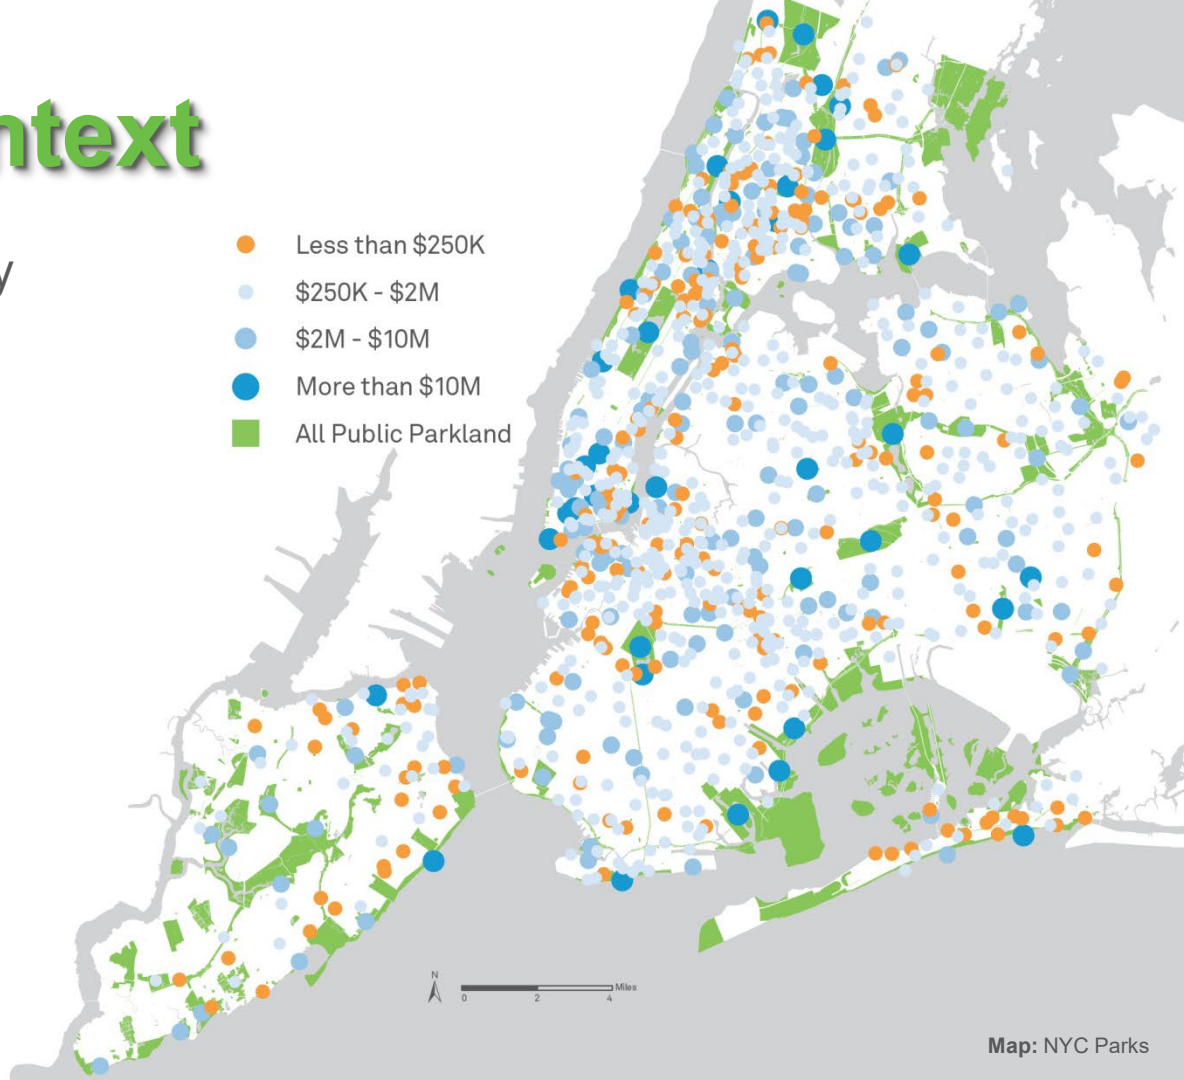 ntext
y
Less than $250K
$250K - $2M
$2M - $10M
More than $10M
All Public Parkland
N
Miles
0 2 4
Map: NYC Parks